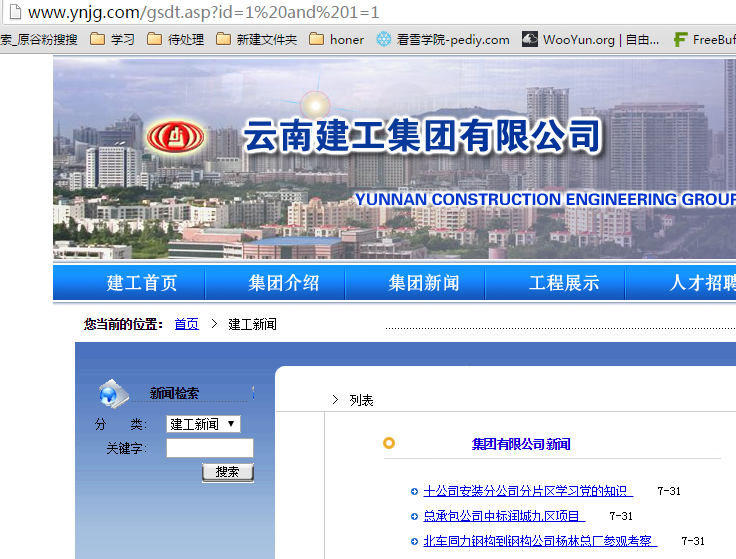 www.ynjg.com/gsdt.asp?id=1%20and%201=1
索_原谷粉搜搜 学习 待处理 新建文件夹 honer 看雪学院-pediy.com WooYun.org | 自由... FreeBuf
云南建工集团有限公司
YUNNAN CONSTRUCTION ENGINEERING GROUP
建工首页 集团介绍 集团新闻 工程展示 人才招聘
您当前的位置: 首页 > 建工新闻
新闻检索
分 类: 建工新闻
关键字:
搜索
> 列表
集团有限公司新闻
十公司安装分公司分片区学习党的知识 7-31
总承包公司中标润城九区项目 7-31
北车同力钢构到钢构公司杨林总厂参观考察 7-31